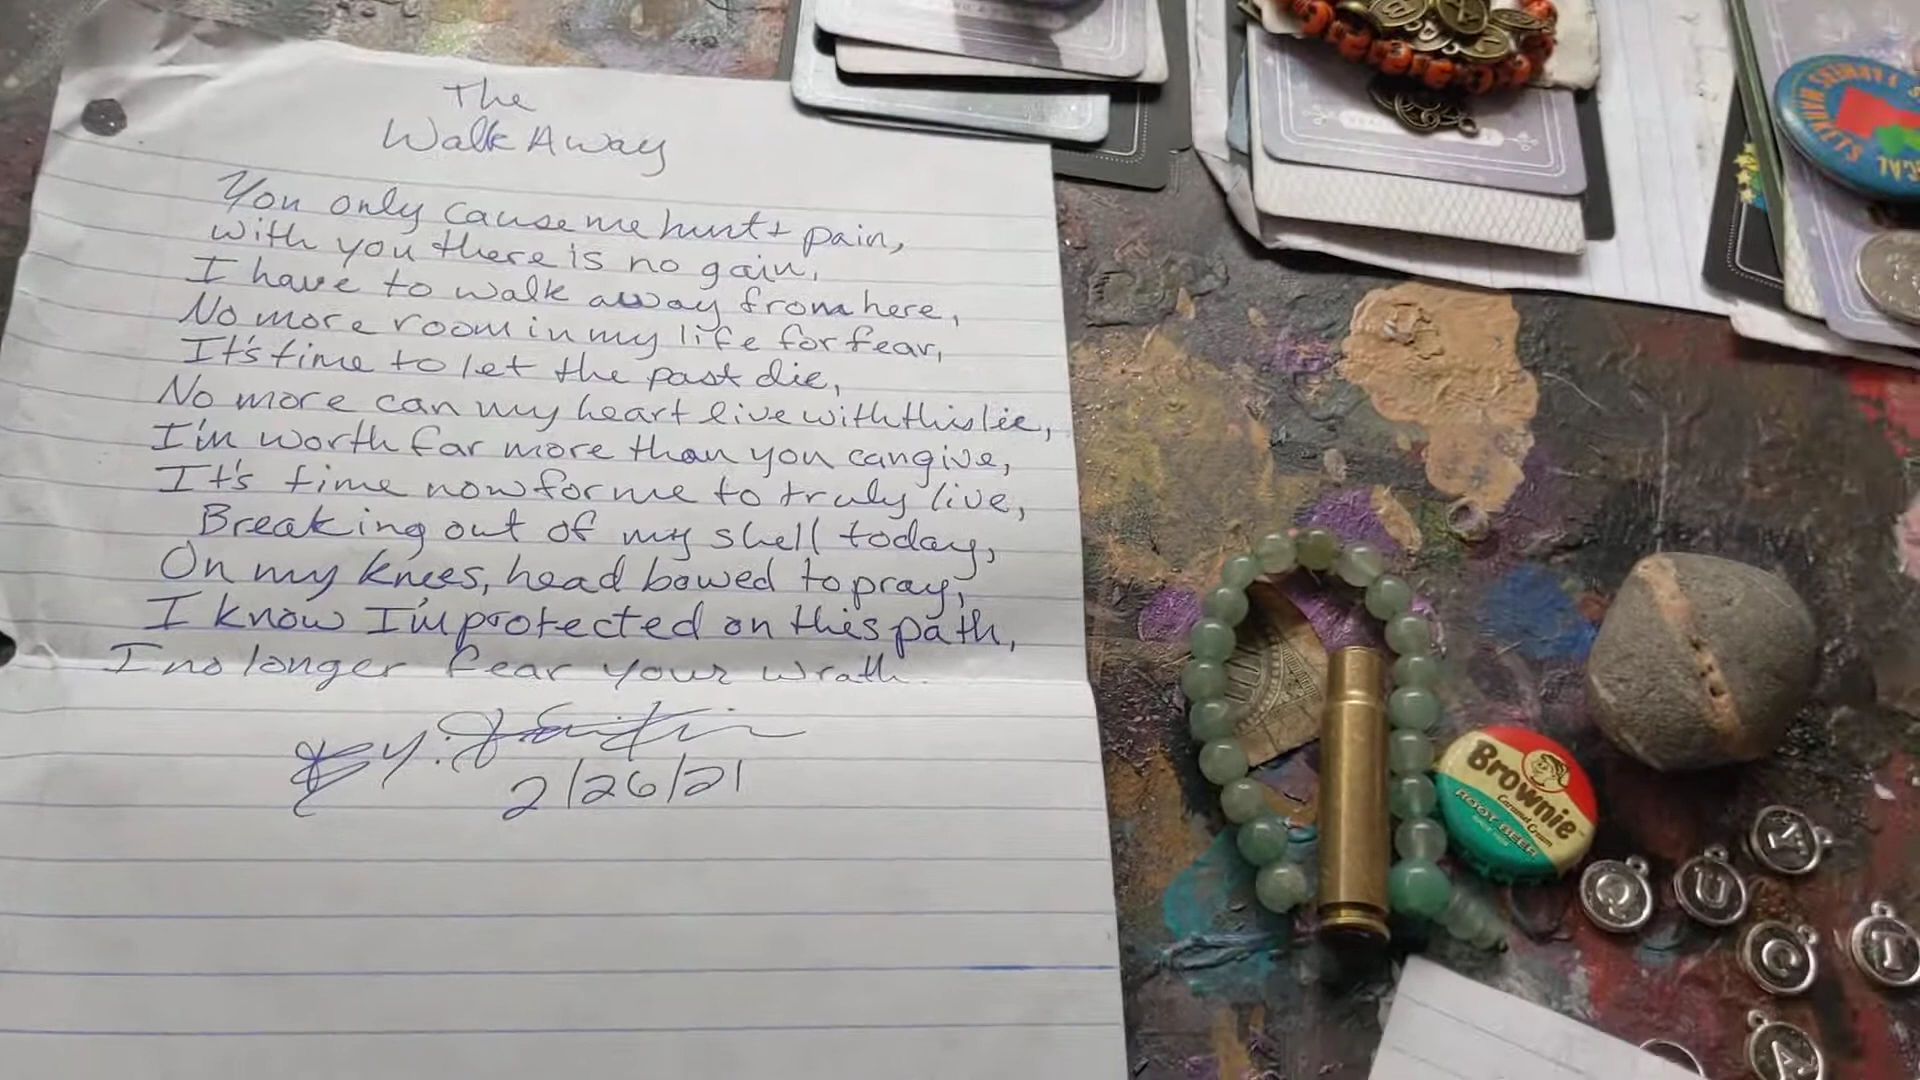 The
Walk Away
You only cause me hurt + pain,
With you there is no gain,
I have to walk away from here,
No more room in my life for fear,
It's time to let the past die,
No more can my heart live with this lie,
I'm worth far more than you can give,
It's time now for me to truly live,
Breaking out of my shell today,
On my knees, head bowed to pray,
I know I'm protected on this path,
I no longer fear your wrath.
By:
2/26/21
Brownie
Caramel Cream
ROOT BEER
Q
U
Y
C
T
A